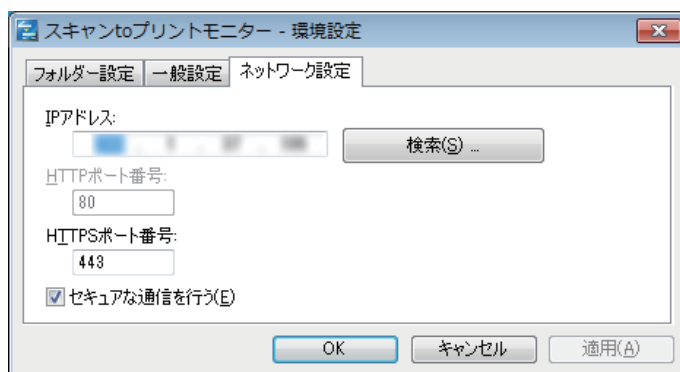 スキャンtoプリントモニター - 環境設定
フォルダー設定 一般設定 ネットワーク設定
IPアドレス:
検索(S) ...
HTTPポート番号:
80
HTTPSポート番号:
443
セキュアな通信を行う(E)
OK キャンセル 適用(A)